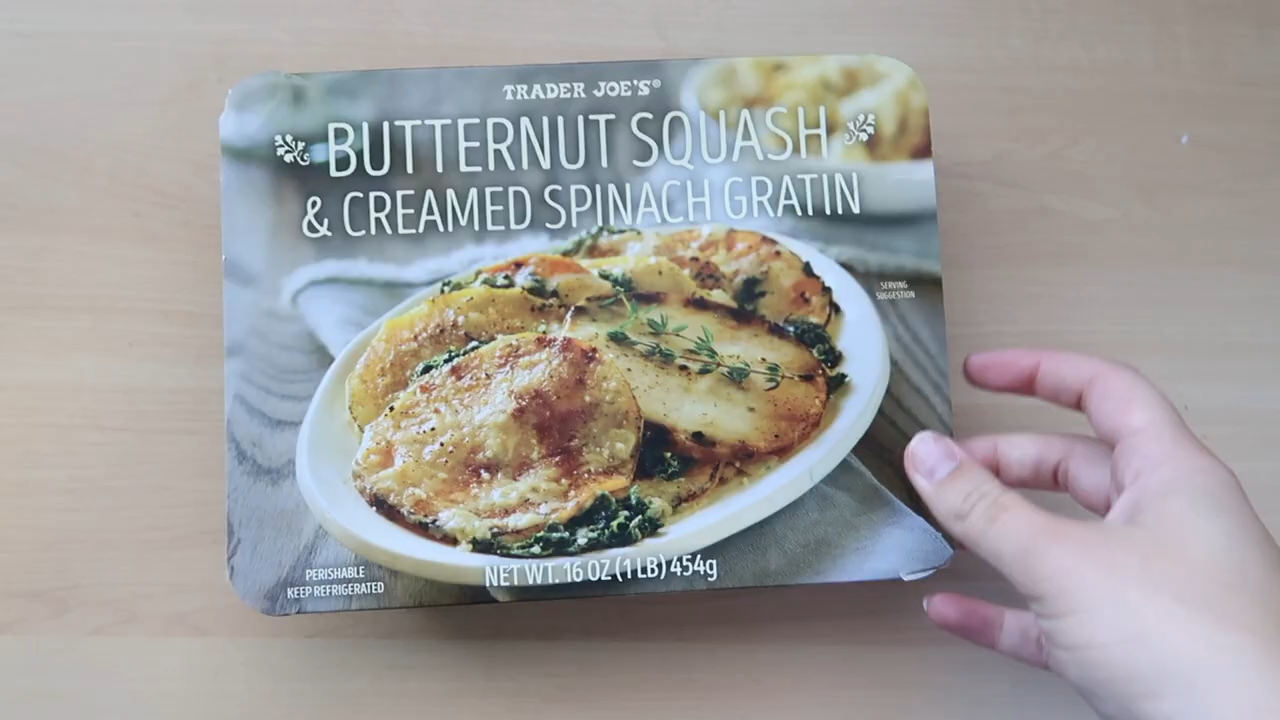 TRADER JOE'S®
BUTTERNUT SQUASH
& CREAMED SPINACH GRATIN
SERVING
SUGGESTION
NET WT. 16 OZ (1 LB) 454g
PERISHABLE
KEEP REFRIGERATED